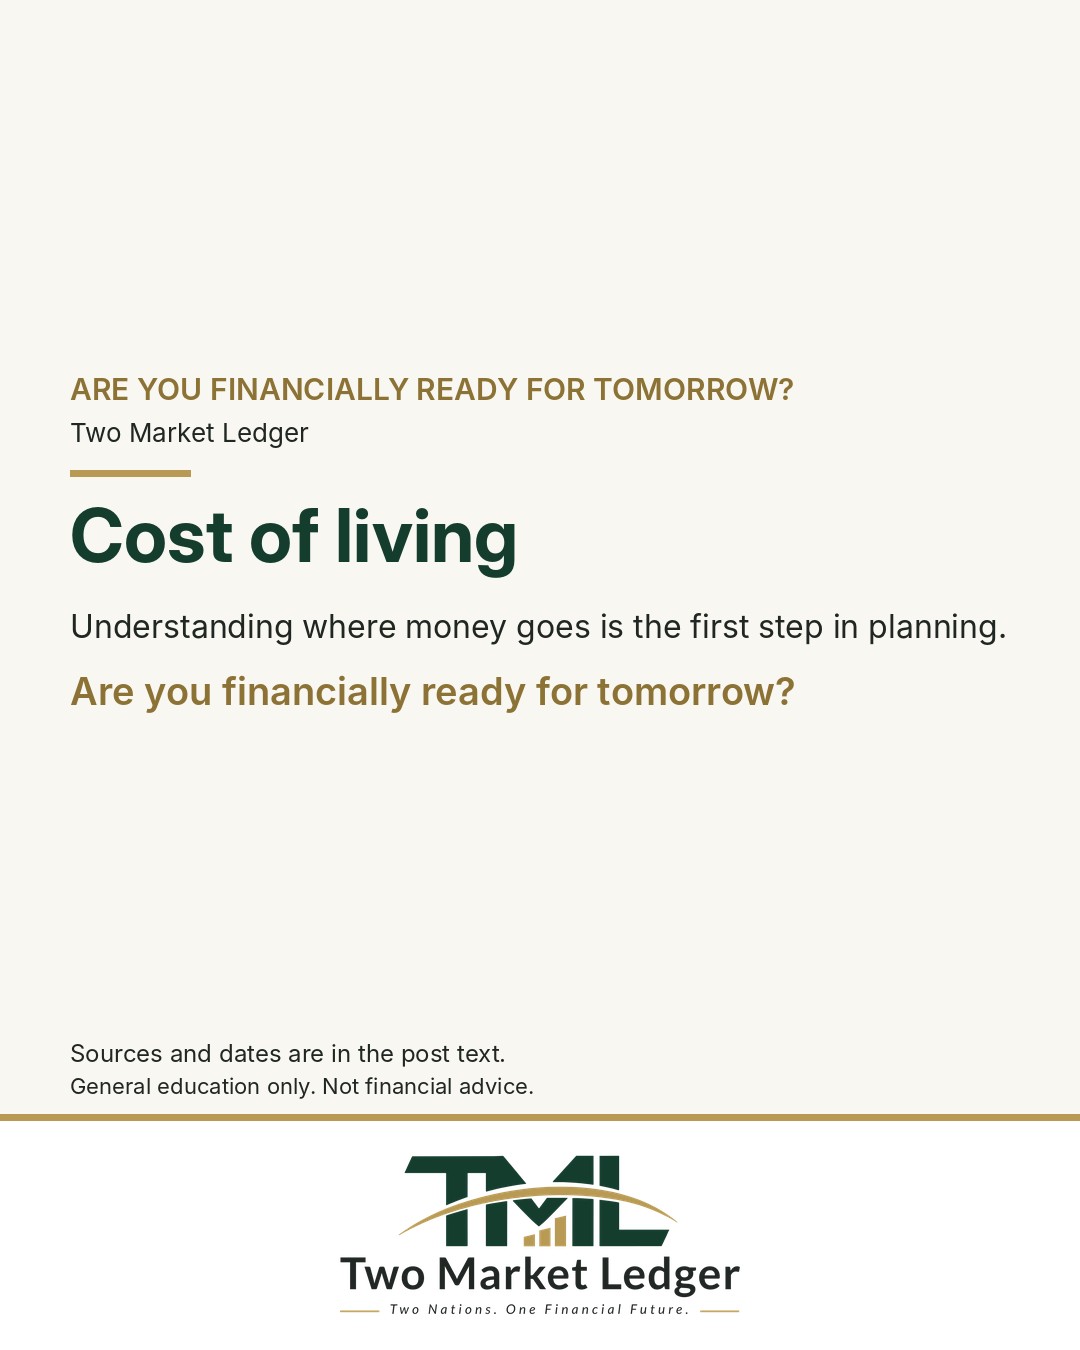 ARE YOU FINANCIALLY READY FOR TOMORROW?
Two Market Ledger
Cost of living
Understanding where money goes is the first step in planning.
Are you financially ready for tomorrow?
Sources and dates are in the post text.
General education only. Not financial advice.
TML
Two Market Ledger
Two Nations. One Financial Future.